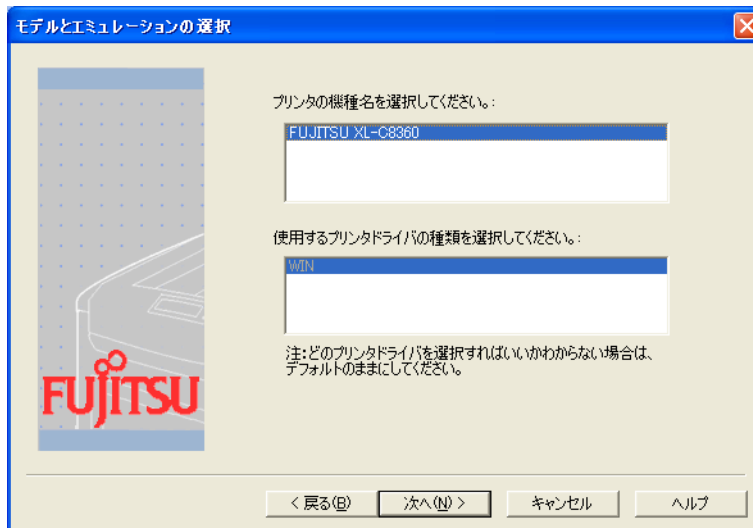 モデルとエミュレーションの選択
プリンタの機種名を選択してください。:
FUJITSU XL-C8360
使用するプリンタドライバの種類を選択してください。:
WIN
注:どのプリンタドライバを選択すればいいかわからない場合は、
デフォルトのままにしてください。
FUJITSU
< 戻る(B)
次へ(N) >
キャンセル
ヘルプ